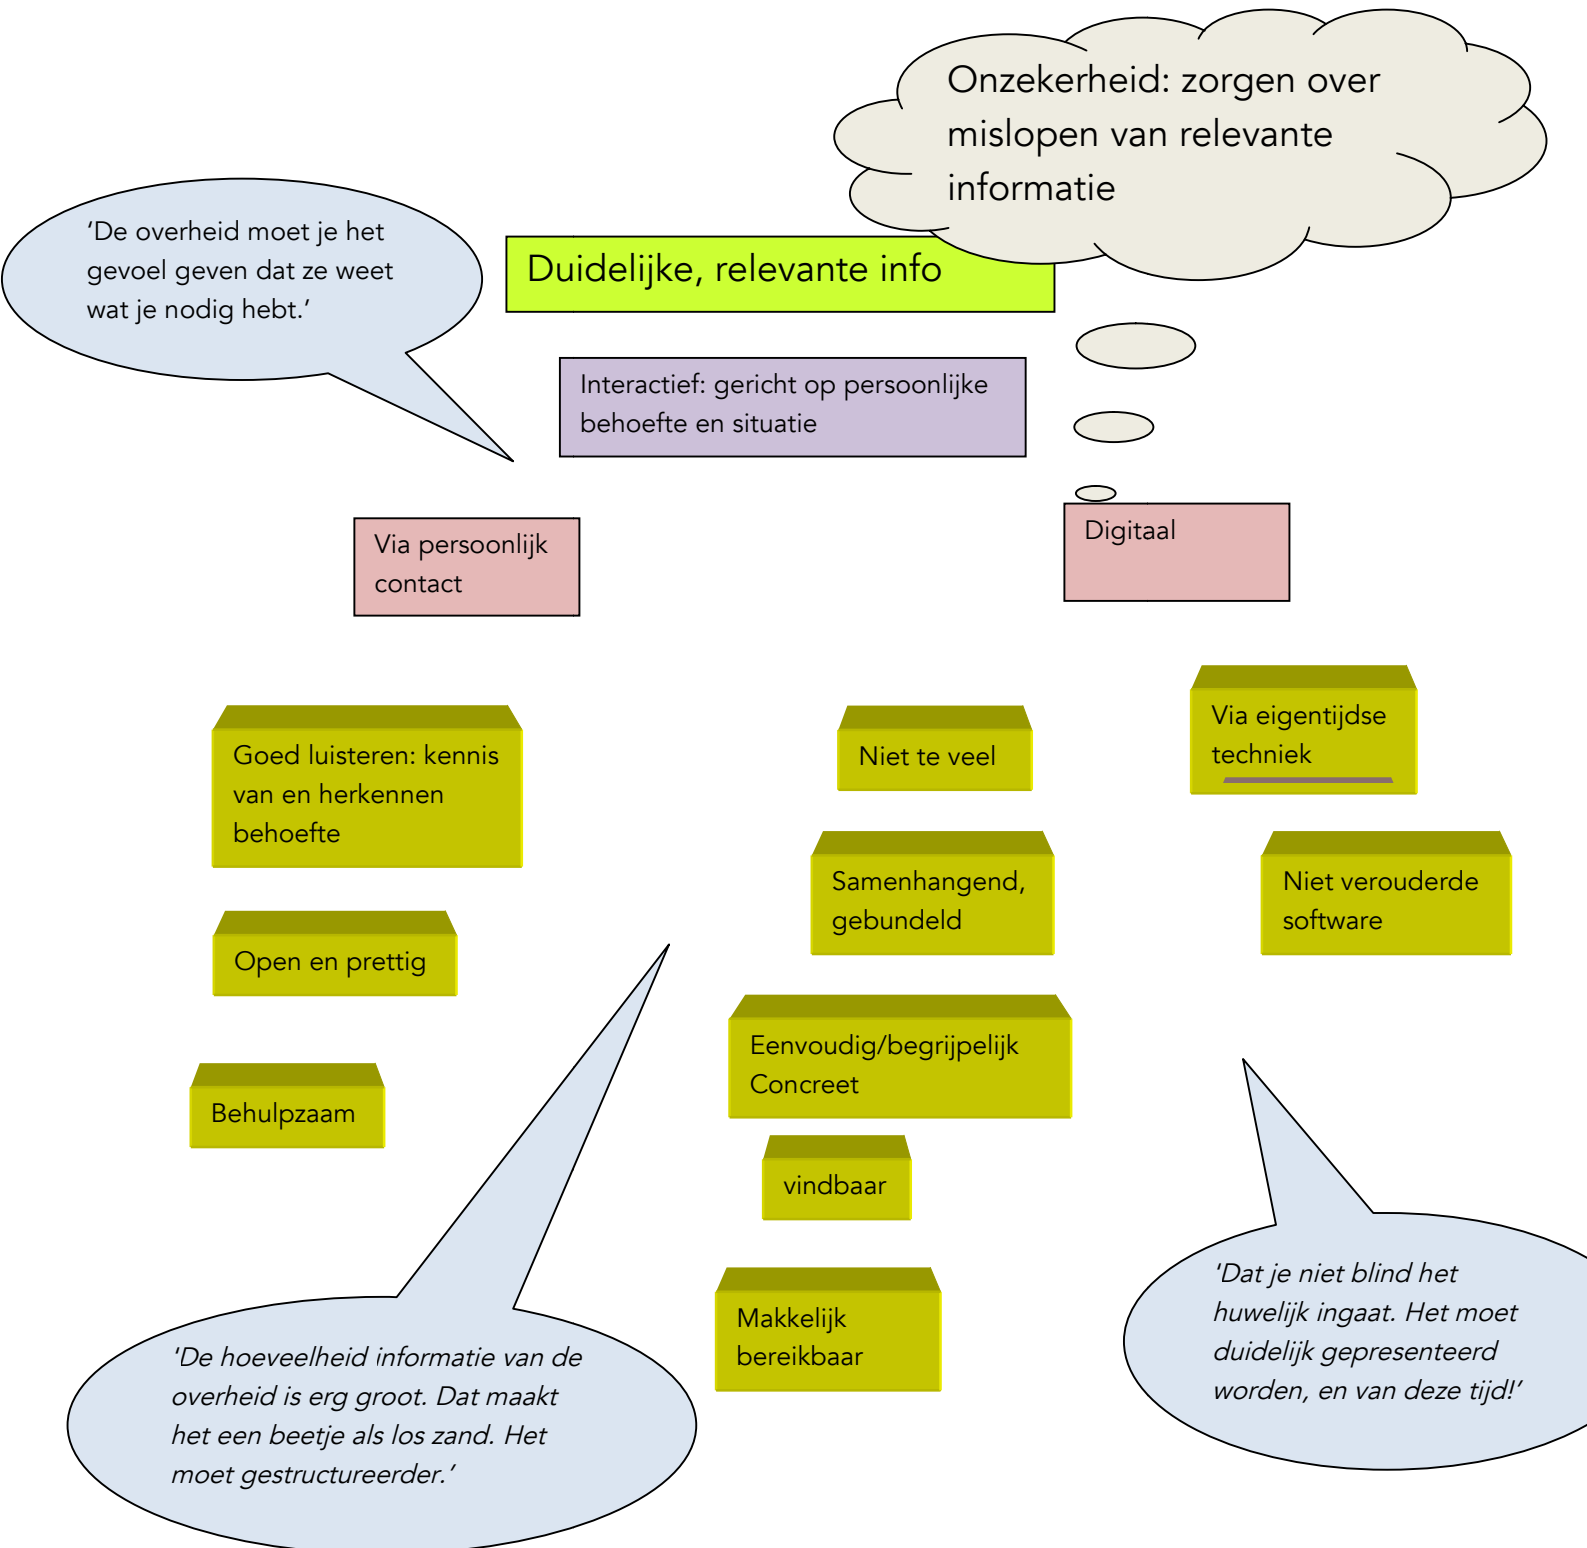 Onzekerheid: zorgen over
mislopen van relevante
informatie
'De overheid moet je het
gevoel geven dat ze weet
wat je nodig hebt.'
Duidelijke, relevante info
Interactief: gericht op persoonlijke
behoefte en situatie
Via persoonlijk
contact
Digitaal
Goed luisteren: kennis
van en herkennen
behoefte
Open en prettig
Behulpzaam
Niet te veel
Samenhangend,
gebundeld
Eenvoudig/begrijpelijk
Concreet
vindbaar
Makkelijk
bereikbaar
Via eigentijdse
techniek
Niet verouderde
software
'De hoeveelheid informatie van de
overheid is erg groot. Dat maakt
het een beetje als los zand. Het
moet gestructureerder.'
'Dat je niet blind het
huwelijk ingaat. Het moet
duidelijk gepresenteerd
worden, en van deze tijd!'